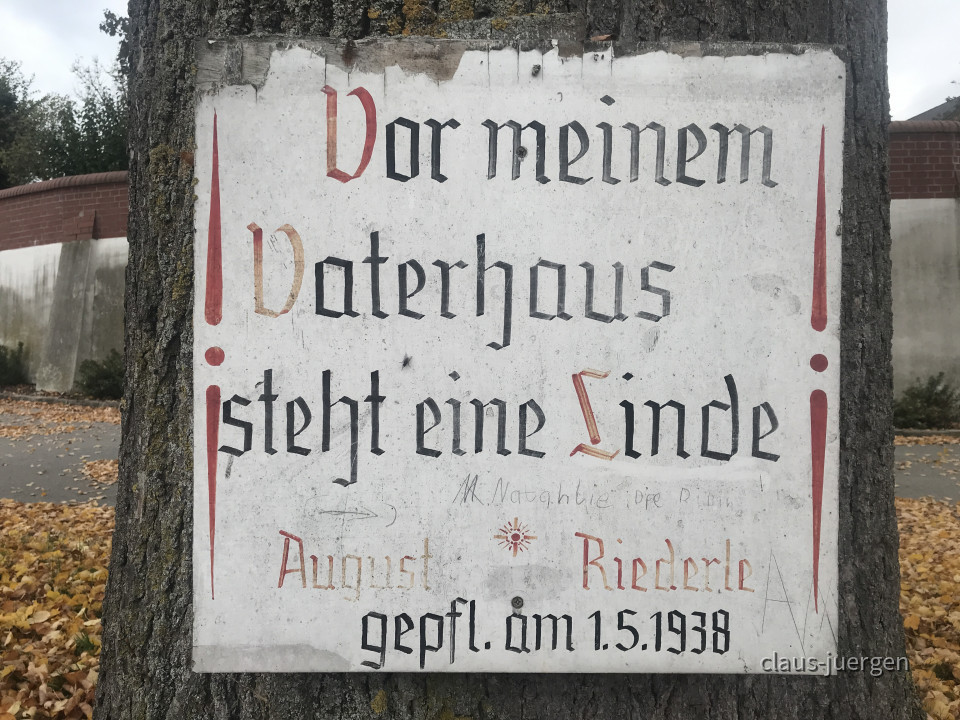 Vor meinem
Vaterhaus
steht eine Linde
August Riederle
gepfl. am 1.5.1938
claus-juergen